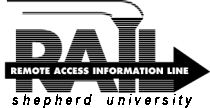 RAIL
REMOTE ACCESS INFORMATION LINE
shepherd university